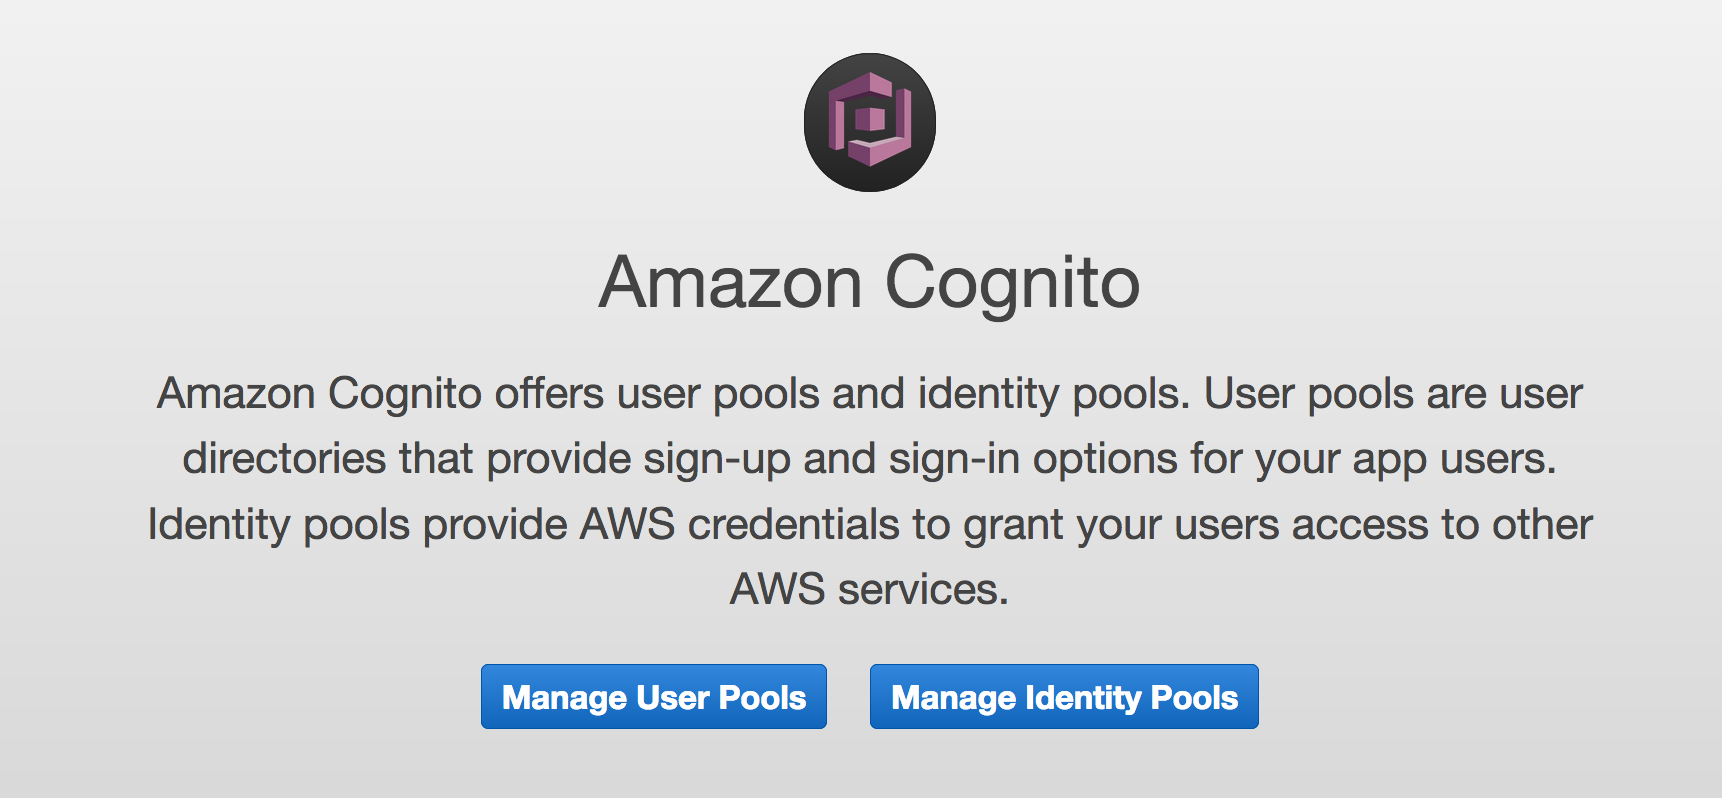 Amazon Cognito
Amazon Cognito offers user pools and identity pools. User pools are user
directories that provide sign-up and sign-in options for your app users.
Identity pools provide AWS credentials to grant your users access to other
AWS services.
Manage User Pools
Manage Identity Pools